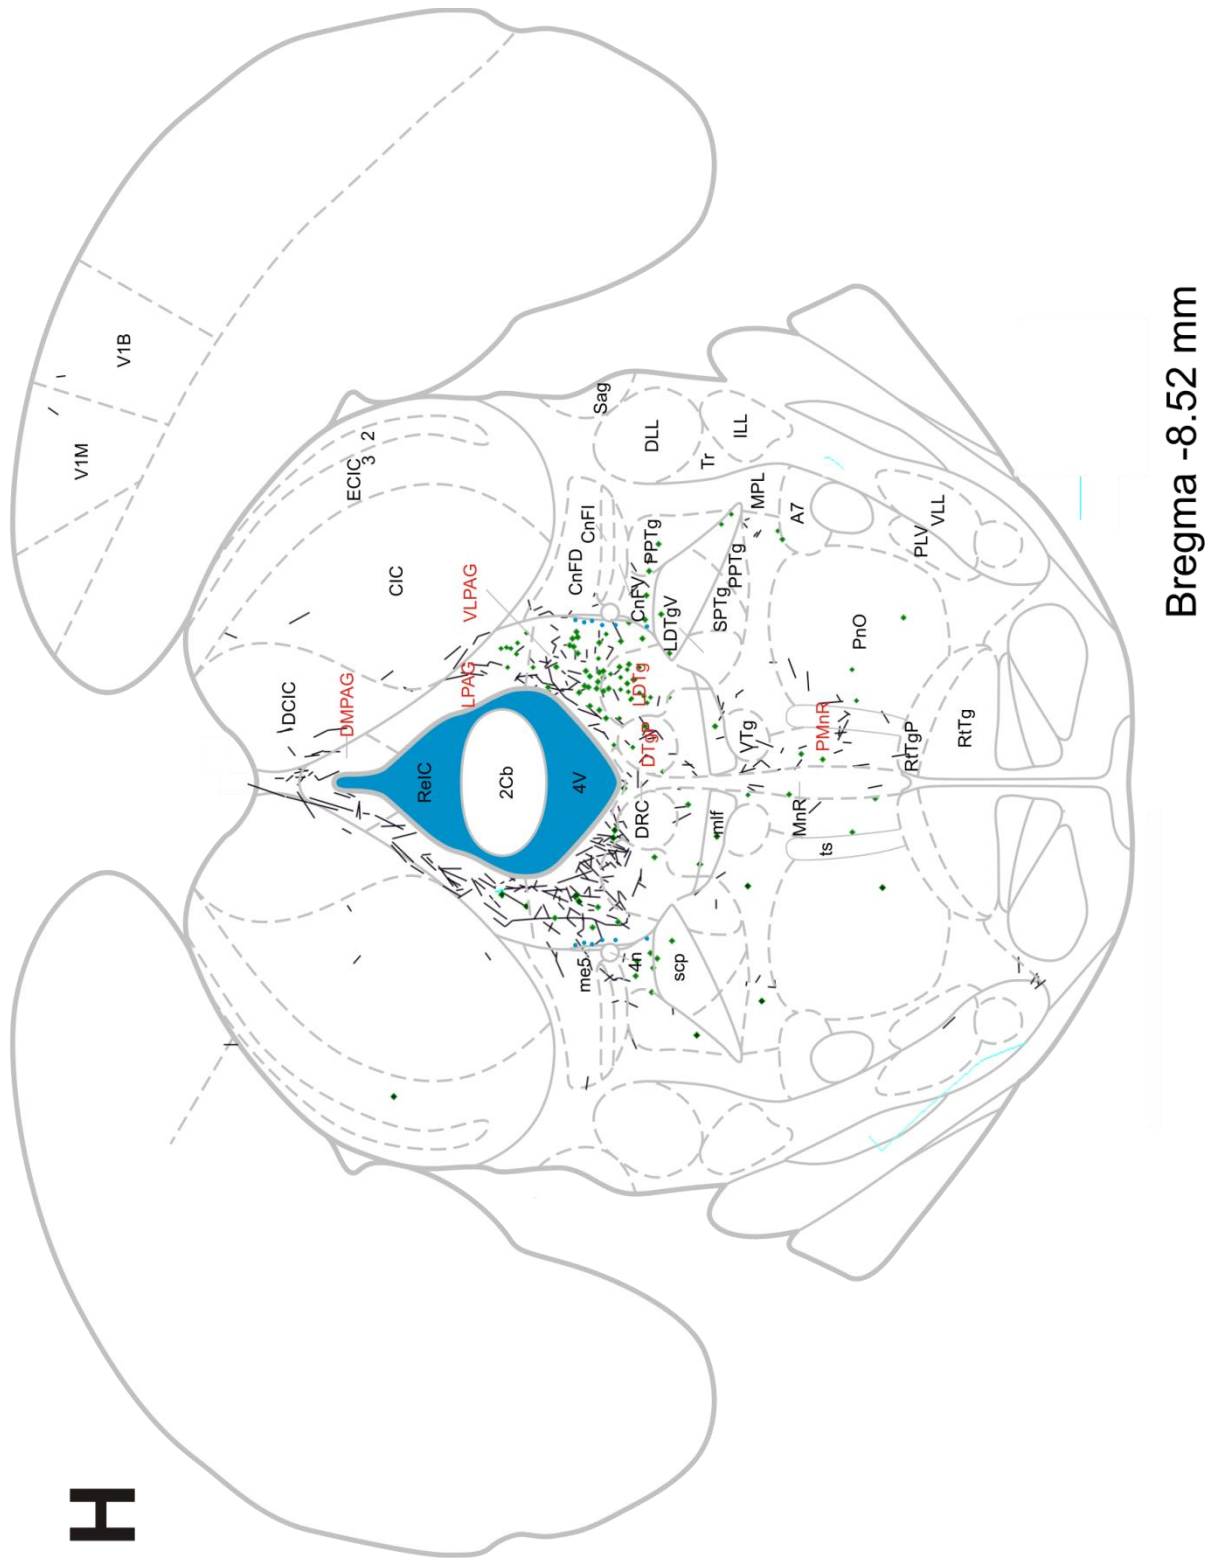 H
V1M
V1B
DCIC
ECIC
3
2
CIC
DMPAG
LPAG
VLPAG
ReIC
2Cb
4V
me5
4n
scp
CnFD
CnFI
CnFV
Sag
DLL
ILL
Tr
PPTg
LDTg
LDTgV
DTgP
DRC
mlf
VTg
SPTg
PPTg
MPL
A7
ts
MnR
PMnR
PnO
PLV
VLL
RtTgP
RtTg
Bregma -8.52 mm